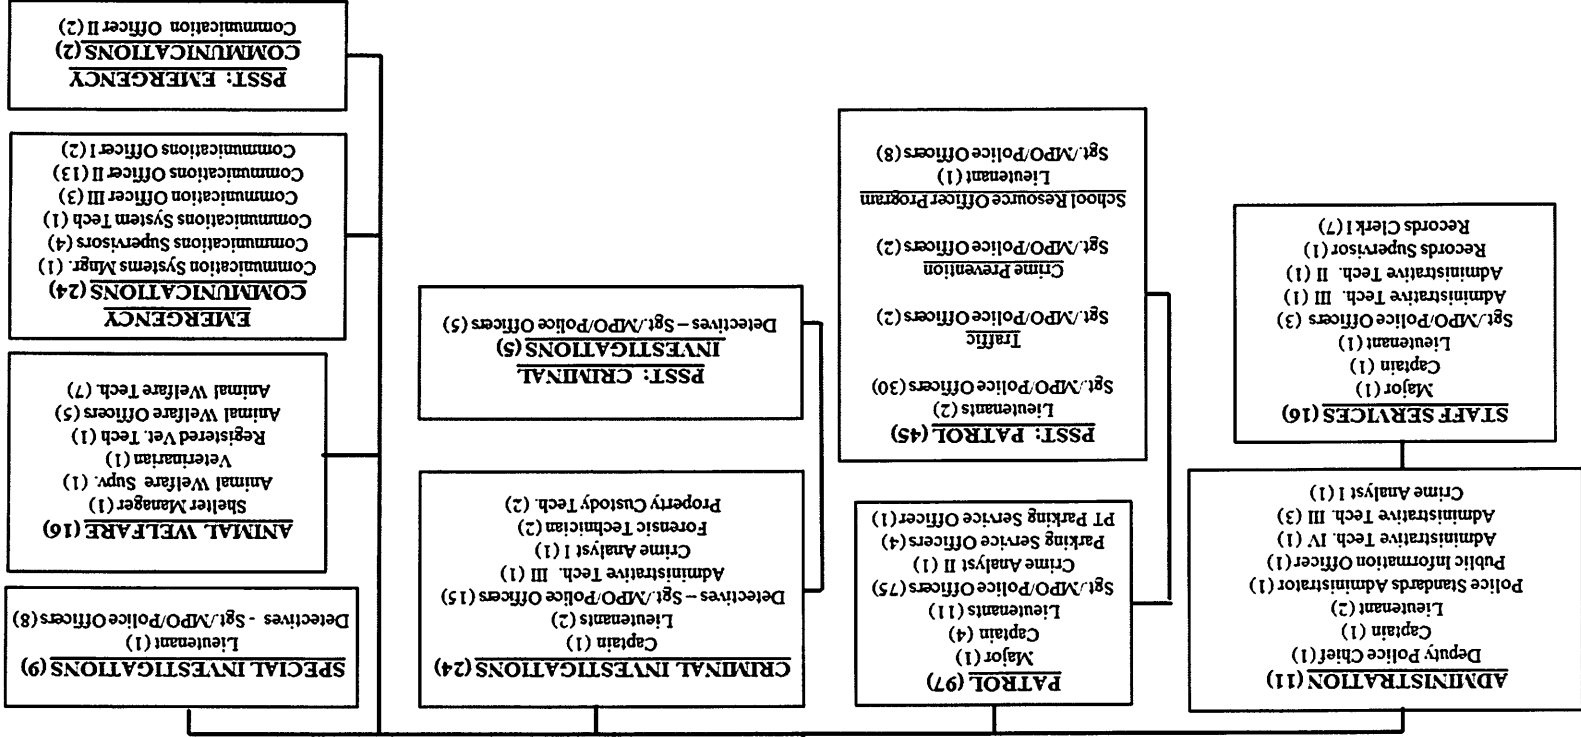 ADMINISTRATION (11)
Deputy Police Chief (1)
Captain (1)
Lieutenant (2)
Police Standards Administrator (1)
Public Information Officer (1)
Administrative Tech. IV (1)
Administrative Tech. III (3)
Crime Analyst I (1)
STAFF SERVICES (16)
Major (1)
Captain (1)
Lieutenant (1)
Sgt./MPO/Police Officers (3)
Administrative Tech. III (1)
Administrative Tech. II (1)
Records Supervisor (1)
Records Clerk I (7)
PATROL (97)
Major (1)
Captain (4)
Lieutenants (11)
Sgt./MPO/Police Officers (75)
Crime Analyst II (1)
Parking Service Officers (4)
PT Parking Service Officer (1)
PSST: PATROL (45)
Lieutenants (2)
Sgt./MPO/Police Officers (30)
Traffic
Sgt./MPO/Police Officers (2)
Crime Prevention
Sgt./MPO/Police Officers (2)
School Resource Officer Program
Lieutenant (1)
Sgt./MPO/Police Officers (8)
CRIMINAL INVESTIGATIONS (24)
Captain (1)
Lieutenants (2)
Detectives – Sgt./MPO/Police Officers (15)
Administrative Tech. III (1)
Crime Analyst I (1)
Forensic Technician (2)
Property Custody Tech. (2)
PSST: CRIMINAL
INVESTIGATIONS (5)
Detectives – Sgt./MPO/Police Officers (5)
SPECIAL INVESTIGATIONS (9)
Lieutenant (1)
Detectives - Sgt./MPO/Police Officers (8)
ANIMAL WELFARE (16)
Shelter Manager (1)
Animal Welfare Supv. (1)
Veterinarian (1)
Registered Vet. Tech (1)
Animal Welfare Officers (5)
Animal Welfare Tech. (7)
EMERGENCY
COMMUNICATIONS (24)
Communication Systems Mngr. (1)
Communications Supervisors (4)
Communications System Tech (1)
Communication Officer III (3)
Communications Officer II (13)
Communications Officer I (2)
PSST: EMERGENCY
COMMUNICATIONS (2)
Communication Officer II (2)